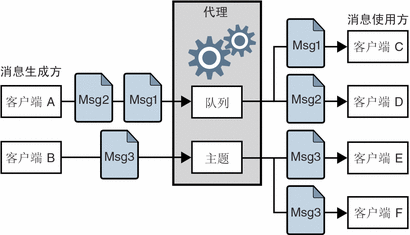 代理
消息生成方
消息使用方
Msg1
客户端 C
客户端 A
Msg2
Msg1
队列
Msg2
客户端 D
客户端 B
Msg3
主题
Msg3
客户端 E
Msg3
客户端 F